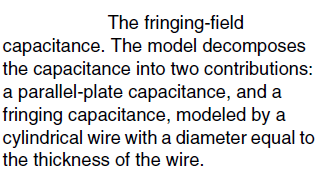 The fringing-field
capacitance. The model decomposes
the capacitance into two contributions:
a parallel-plate capacitance, and a
fringing capacitance, modeled by a
cylindrical wire with a diameter equal to
the thickness of the wire.